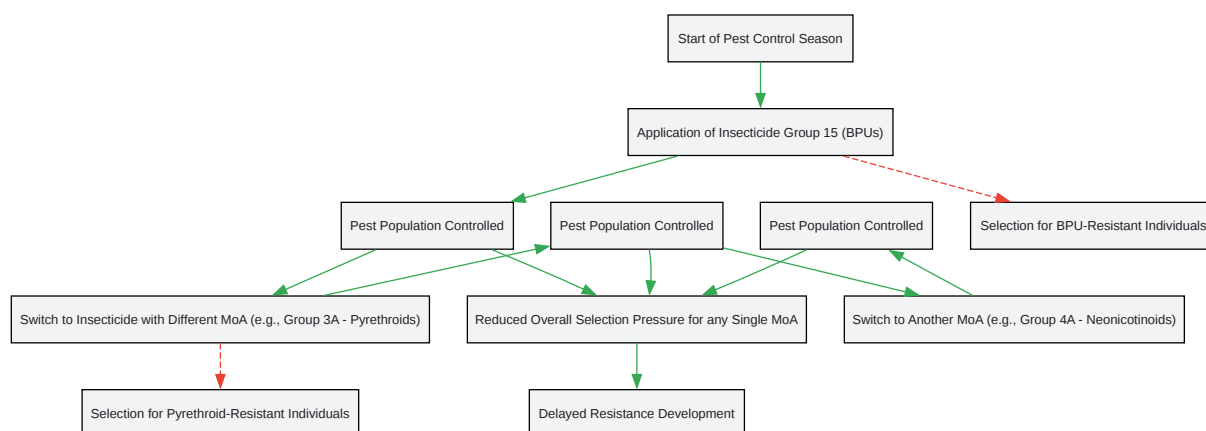 Start of Pest Control Season
Application of Insecticide Group 15 (BPUs)
Pest Population Controlled
Pest Population Controlled
Pest Population Controlled
Selection for BPU-Resistant Individuals
Switch to Insecticide with Different MoA (e.g., Group 3A - Pyrethroids)
Reduced Overall Selection Pressure for any Single MoA
Switch to Another MoA (e.g., Group 4A - Neonicotinoids)
Selection for Pyrethroid-Resistant Individuals
Delayed Resistance Development